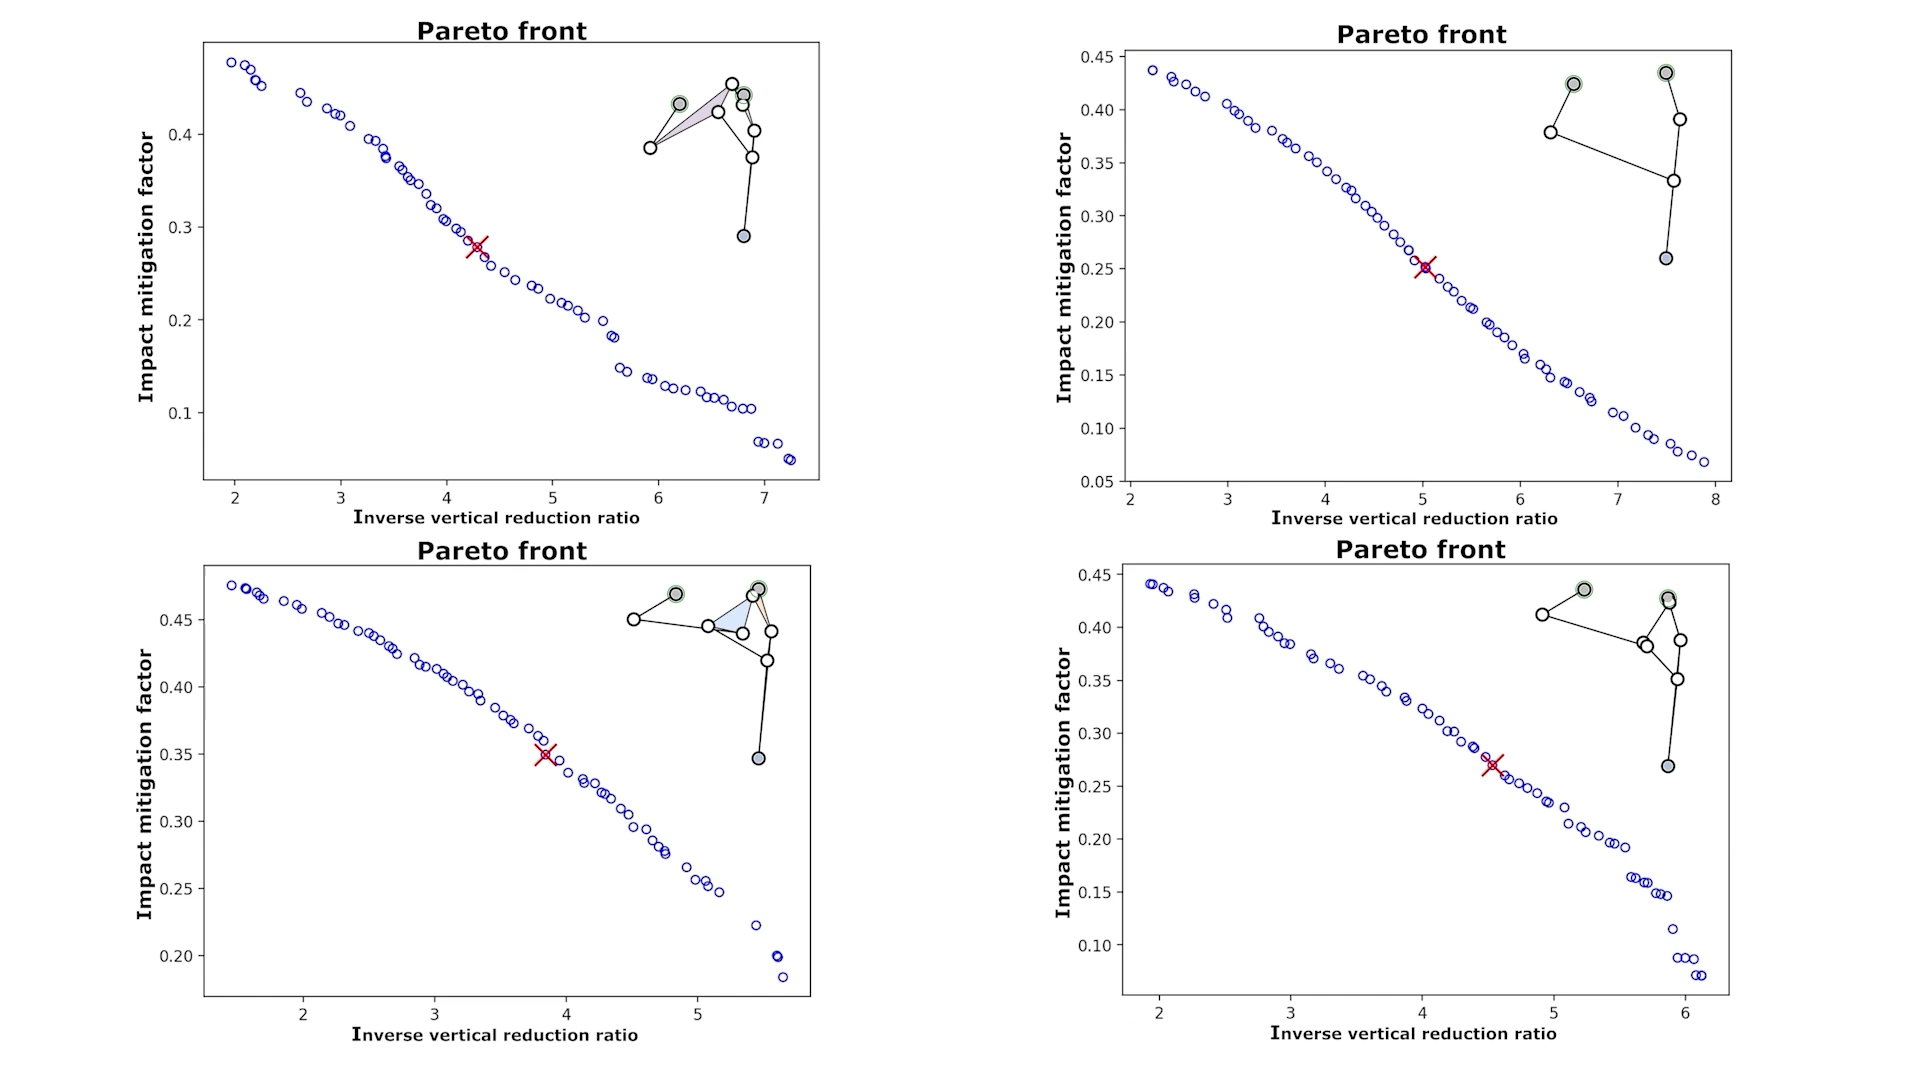 Pareto front
Impact mitigation factor
0.4
0.3
0.2
0.1
2 3 4 5 6 7
Inverse vertical reduction ratio
Pareto front
Impact mitigation factor
0.45
0.40
0.35
0.30
0.25
0.20
0.15
0.10
0.05
2 3 4 5 6 7 8
Inverse vertical reduction ratio
Pareto front
Impact mitigation factor
0.45
0.40
0.35
0.30
0.25
0.20
2 3 4 5
Inverse vertical reduction ratio
Pareto front
Impact mitigation factor
0.45
0.40
0.35
0.30
0.25
0.20
0.15
0.10
2 3 4 5 6
Inverse vertical reduction ratio